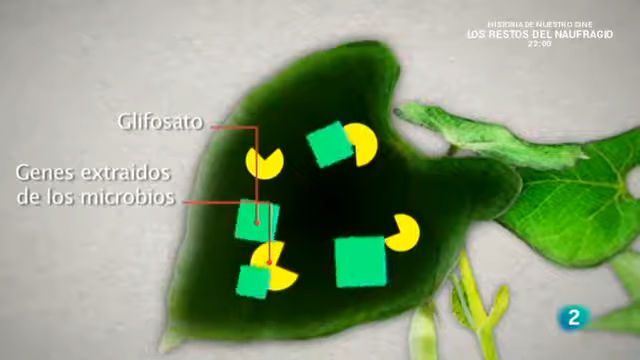 HISTORIA DE NUESTRO CINE
LOS RESTOS DEL NAUFRAGIO
22:00
Glifosato
Genes extraidos
de los microbios
2